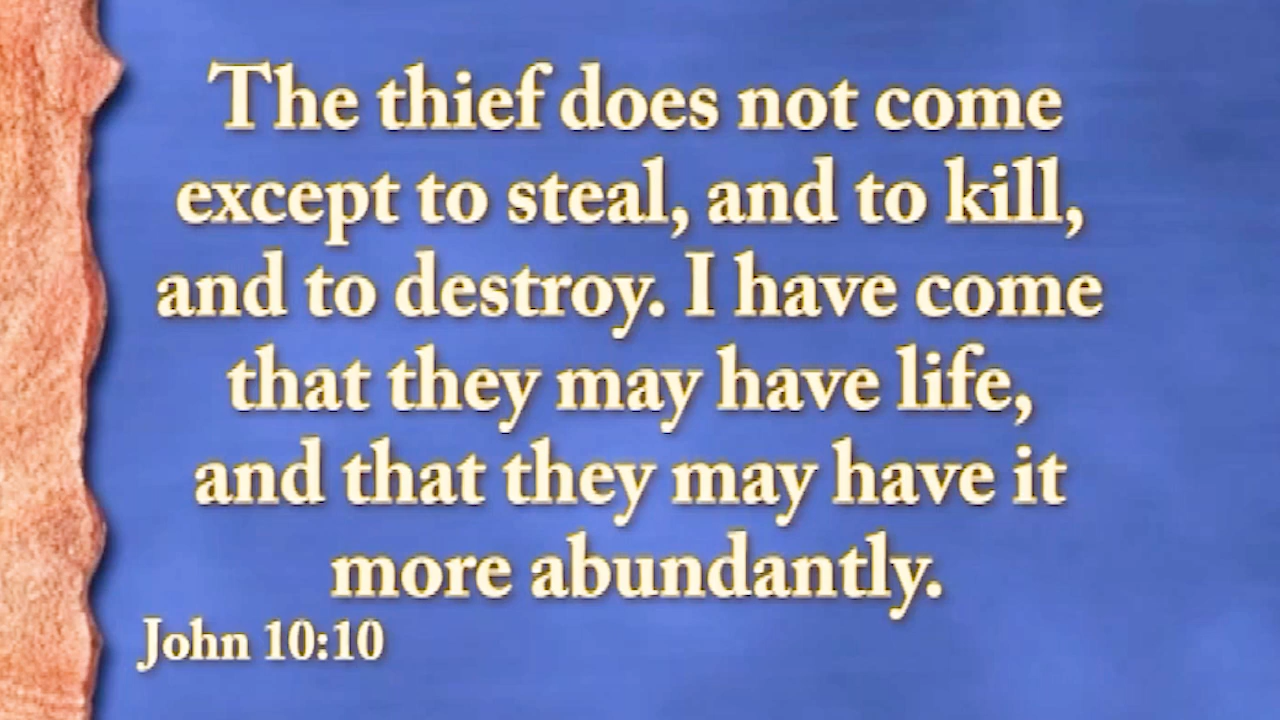 The thief does not come
except to steal, and to kill,
and to destroy. I have come
that they may have life,
and that they may have it
more abundantly.
John 10:10